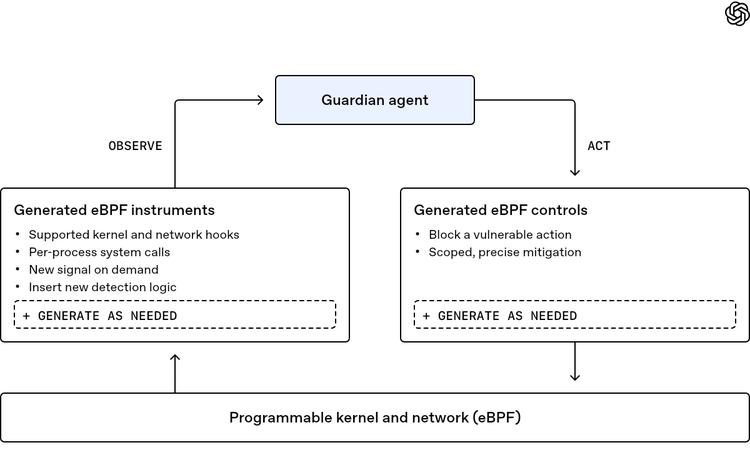 Guardian agent
OBSERVE
ACT
Generated eBPF instruments
• Supported kernel and network hooks
• Per-process system calls
• New signal on demand
• Insert new detection logic
+ GENERATE AS NEEDED
Generated eBPF controls
• Block a vulnerable action
• Scoped, precise mitigation
+ GENERATE AS NEEDED
Programmable kernel and network (eBPF)